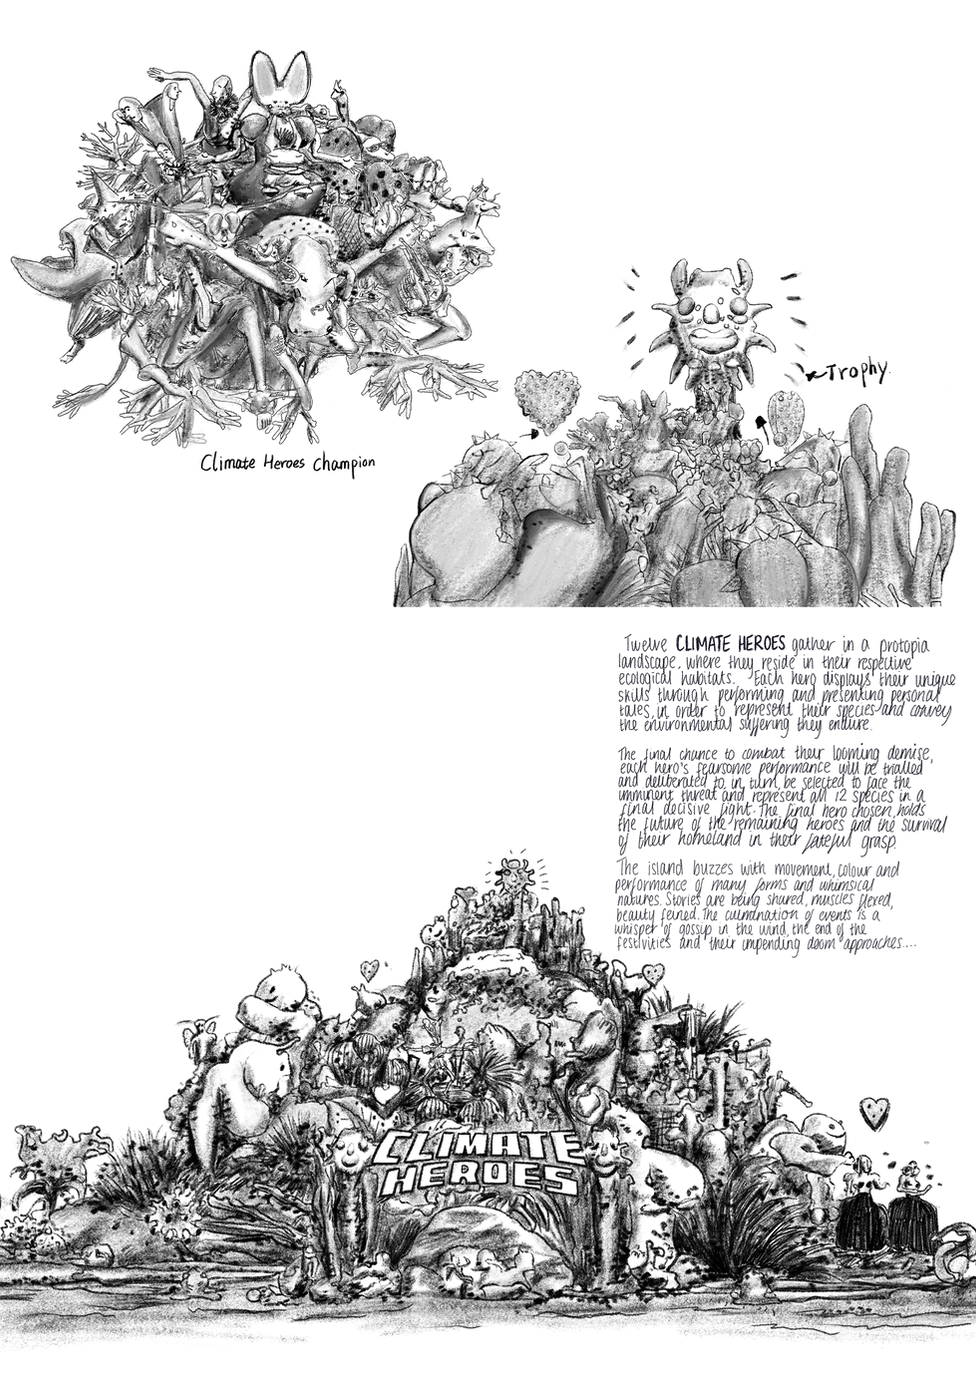 Climate Heroes Champion
Trophy.
Twelve CLIMATE HEROES gather in a protopia
landscape, where they reside in their respective
ecological habitats. Each hero displays their unique
skills through performing and presenting personal
tales, in order to represent their species and convey
the environmental suffering they endure.
The final chance to combat their looming demise,
each hero's fearsome performance will be trialled
and deliberated to, in turn, be selected to face the
imminent threat and represent all 12 species in a
final decisive fight. The final hero chosen, holds
the future of the remaining heroes and the survival
of their homeland in their fateful grasp.
The island buzzes with movement, colour and
performance of many forms and whimsical
natures. Stories are being shared, muscles flexed,
beauty feined. The culmination of events is a
whisper of gossip in the wind, the end of the
festivities and their impending doom approaches....
CLIMATE
HEROES